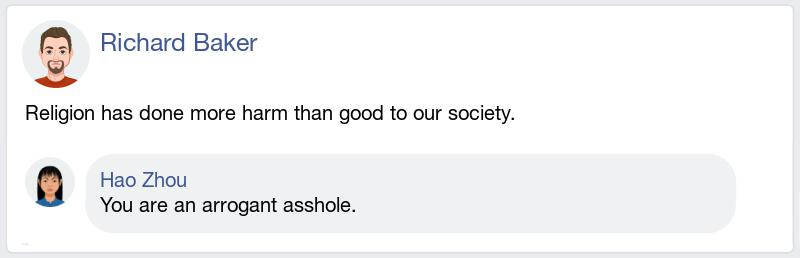 Richard Baker
Religion has done more harm than good to our society.
Hao Zhou
You are an arrogant asshole.